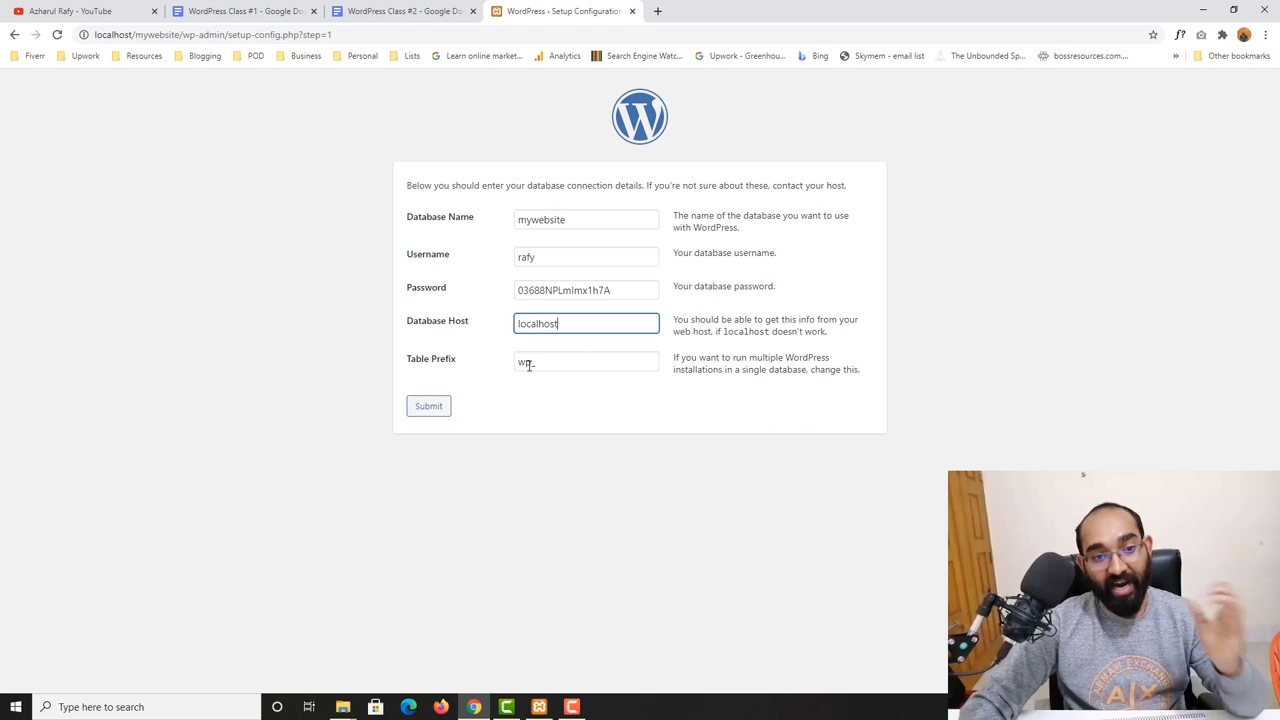 Azharul Rafy - YouTube
WordPress Class #1 - Google Do
WordPress Class #2 - Google Do
WordPress › Setup Configuration
localhost/mywebsite/wp-admin/setup-config.php?step=1
f?
Fiverr
Upwork
Resources
Blogging
POD
Business
Personal
Lists
Learn online market...
Analytics
Search Engine Watc...
Upwork - Greenhou...
Bing
Skymem - email list
The Unbounded Sp...
bossresources.com...
»
Other bookmarks
W
Below you should enter your database connection details. If you're not sure about these, contact your host.
Database Name
mywebsite
The name of the database you want to use
with WordPress.
Username
rafy
Your database username.
Password
Your database password.
Database Host
localhost
You should be able to get this info from your
web host, if localhost doesn't work.
Table Prefix
wp_
If you want to run multiple WordPress
installations in a single database, change this.
Submit
A|X
Type here to search